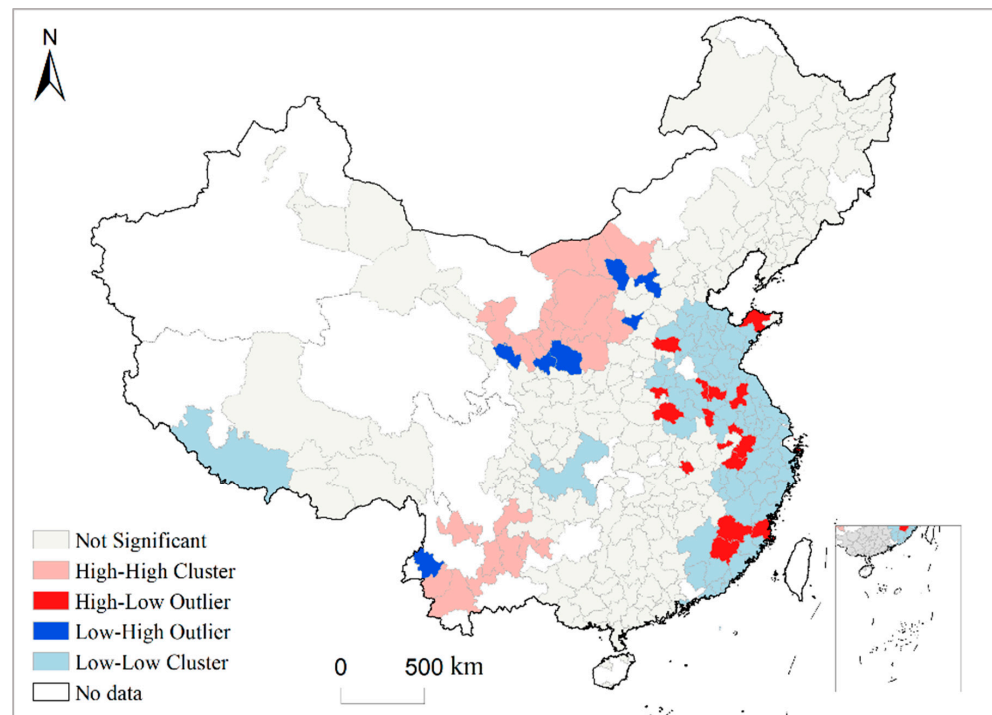 N
Not Significant
High-High Cluster
High-Low Outlier
Low-High Outlier
Low-Low Cluster
No data
0 500 km